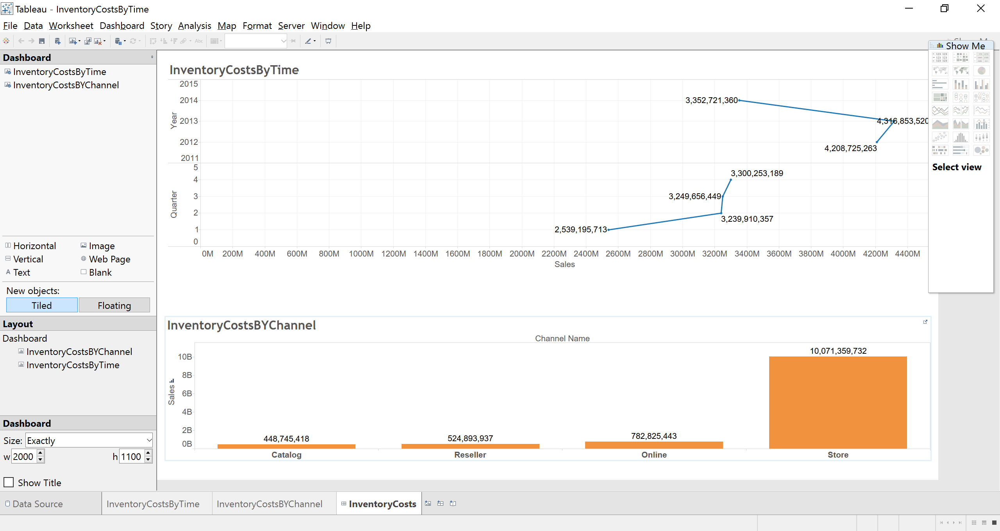 Tableau - InventoryCostsByTime
File Data Worksheet Dashboard Story Analysis Map Format Server Window Help
Abc
Show Me
Dashboard
InventoryCostsByTime
InventoryCostsBYChannel
Horizontal Image
Vertical Web Page
A Text Blank
New objects:
Tiled Floating
Layout
Dashboard
InventoryCostsBYChannel
InventoryCostsByTime
Dashboard
Size: Exactly
w 2000 h 1100
Show Title
InventoryCostsByTime
Year
2015
2014
2013
2012
2011
3,352,721,360
4,316,853,520
4,208,725,263
Quarter
5
4
3
2
1
0
3,300,253,189
3,249,656,449
3,239,910,357
2,539,195,713
0M 200M 400M 600M 800M 1000M 1200M 1400M 1600M 1800M 2000M 2200M 2400M 2600M 2800M 3000M 3200M 3400M 3600M 3800M 4000M 4200M 4400M
Sales
Select view
InventoryCostsBYChannel
Channel Name
Sales
10B
8B
6B
4B
2B
0B
448,745,418 524,893,937 782,825,443 10,071,359,732
Catalog Reseller Online Store
Data Source InventoryCostsByTime InventoryCostsBYChannel InventoryCosts